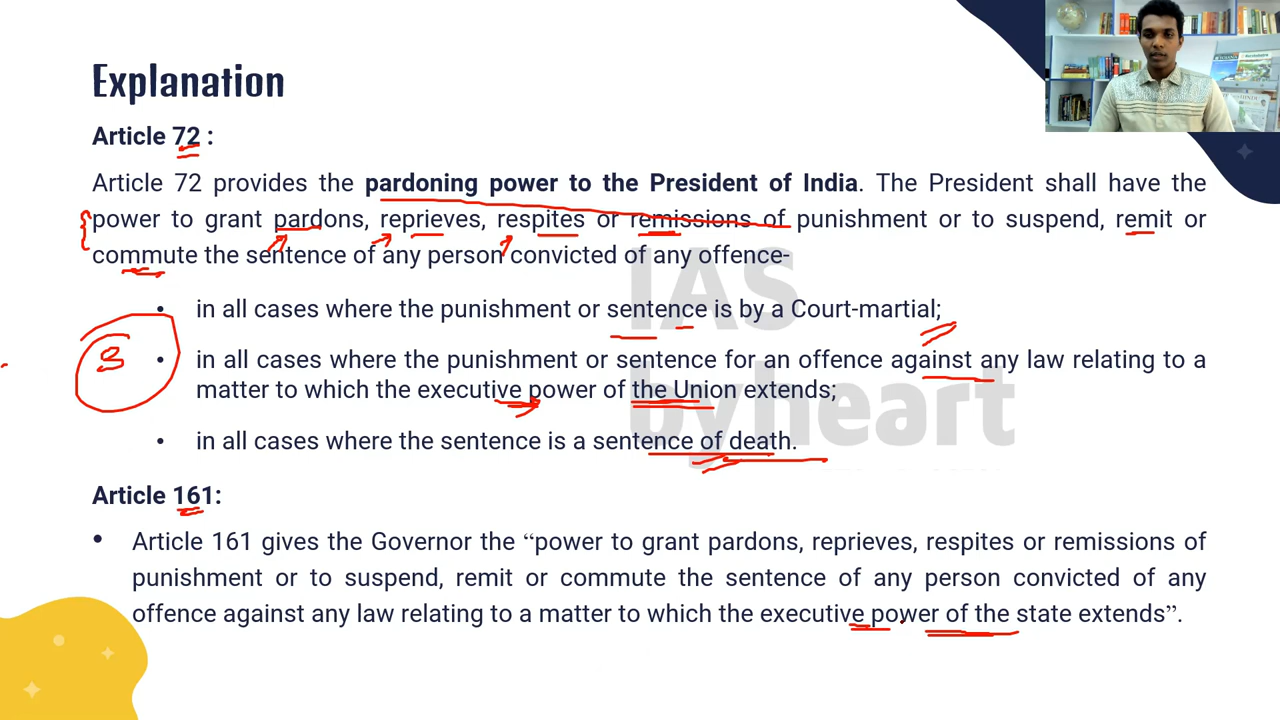 Explanation
Article 72 :
Article 72 provides the pardoning power to the President of India. The President shall have the
power to grant pardons, reprieves, respites or remissions of punishment or to suspend, remit or
commute the sentence of any person convicted of any offence-
• in all cases where the punishment or sentence is by a Court-martial;
• in all cases where the punishment or sentence for an offence against any law relating to a
matter to which the executive power of the Union extends;
• in all cases where the sentence is a sentence of death.
IAS
byheart
3
Article 161:
• Article 161 gives the Governor the “power to grant pardons, reprieves, respites or remissions of
punishment or to suspend, remit or commute the sentence of any person convicted of any
offence against any law relating to a matter to which the executive power of the state extends”.